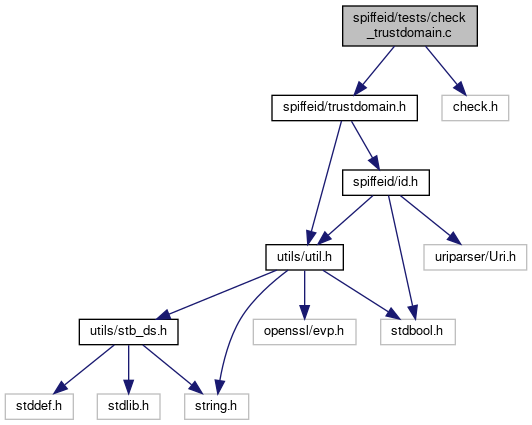 spiffeid/tests/check
_trustdomain.c
spiffeid/trustdomain.h
check.h
spiffeid/id.h
utils/util.h
uriparser/Uri.h
utils/stb_ds.h
openssl/evp.h
stdbool.h
stddef.h
stdlib.h
string.h